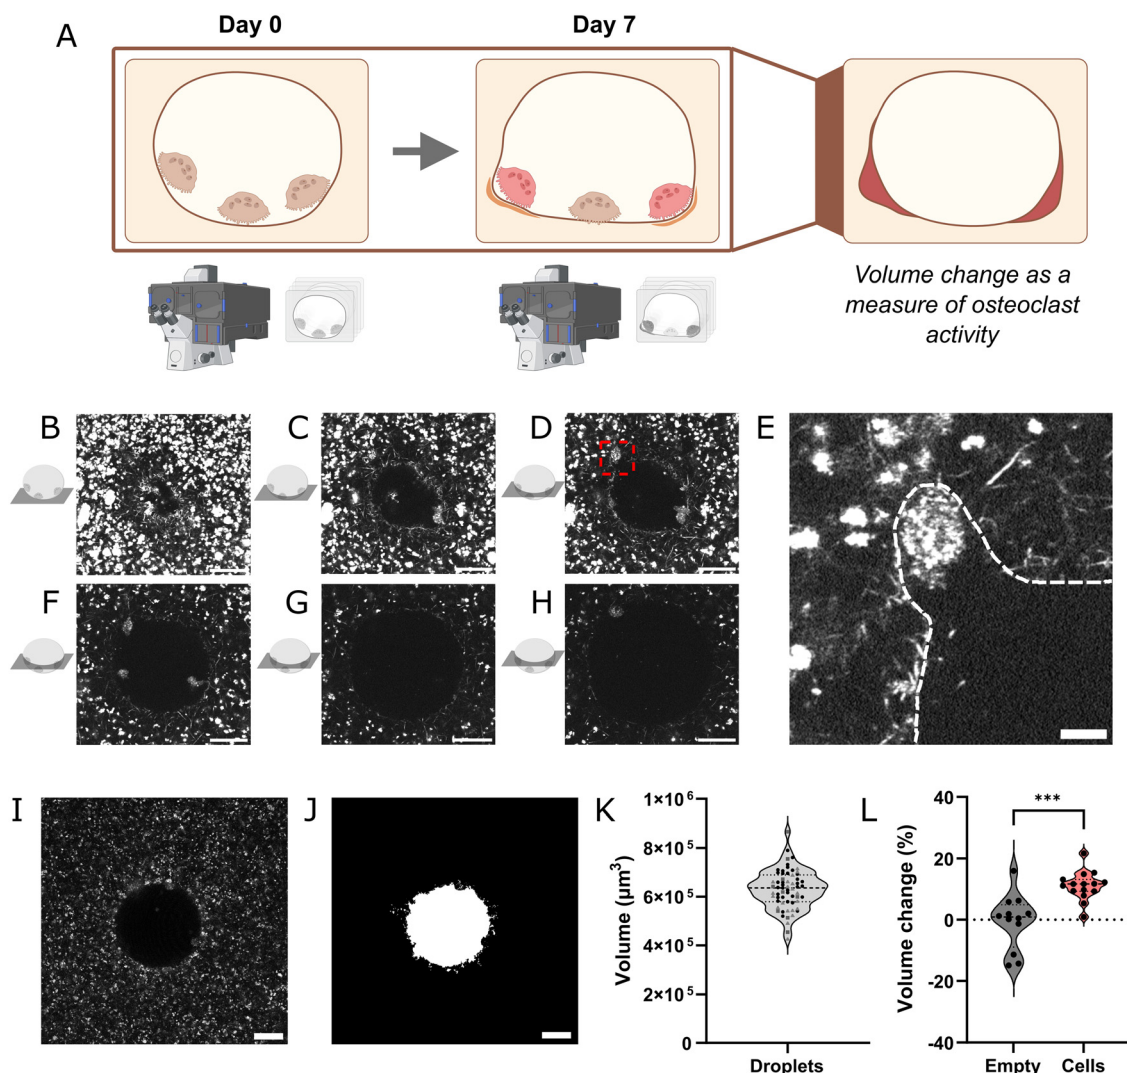 A
Day 0
Day 7
Volume change as a
measure of osteoclast
activity
B
C
D
E
F
G
H
I
J
K
1×10⁶
8×10⁵
6×10⁵
4×10⁵
2×10⁵
0
Volume (µm³)
Droplets
L
***
40
20
0
-20
-40
Volume change (%)
Empty
Cells